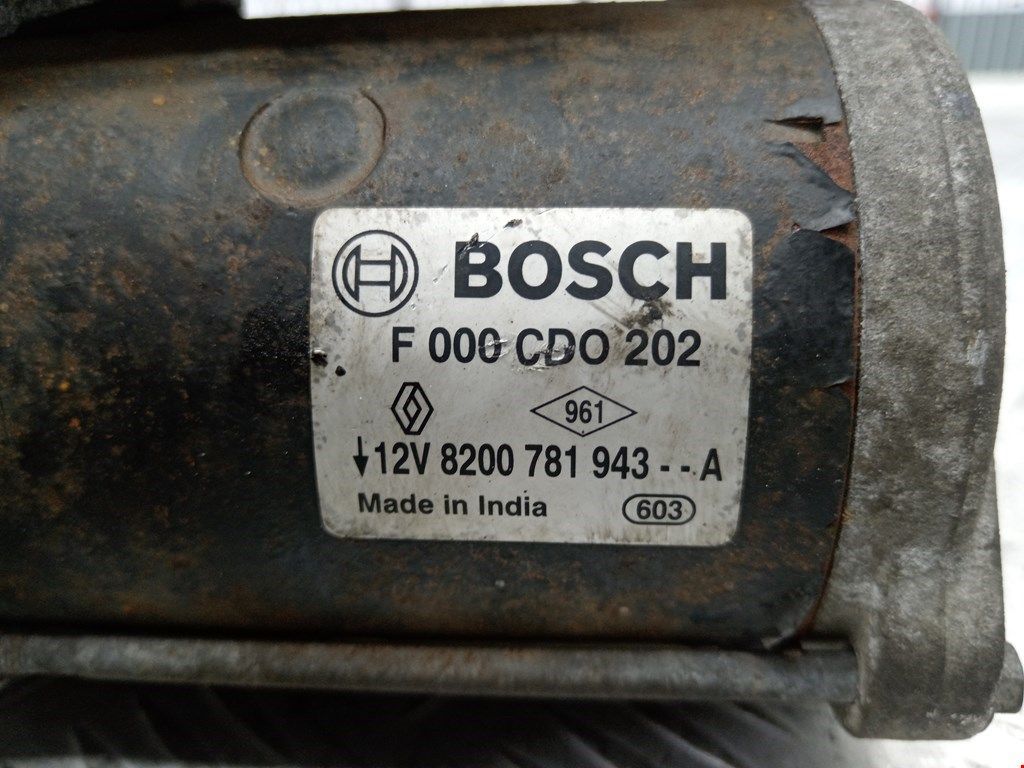 BOSCH
F 000 CDO 202
961
↓12V 8200 781 943 - - A
Made in India 603